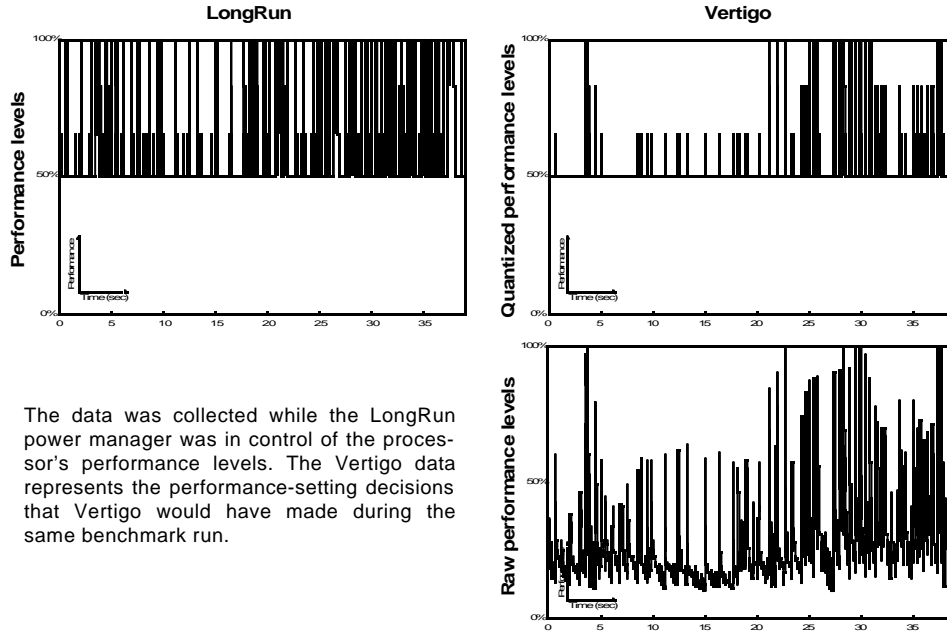 LongRun
Performance levels
100%
50%
0%
Performance
Time (sec)
0 5 10 15 20 25 30 35
Vertigo
Quantized performance levels
100%
50%
0%
Performance
Time (sec)
0 5 10 15 20 25 30 35
The data was collected while the LongRun
power manager was in control of the proces-
sor's performance levels. The Vertigo data
represents the performance-setting decisions
that Vertigo would have made during the
same benchmark run.
Raw performance levels
100%
50%
0%
Performance
Time (sec)
0 5 10 15 20 25 30 35